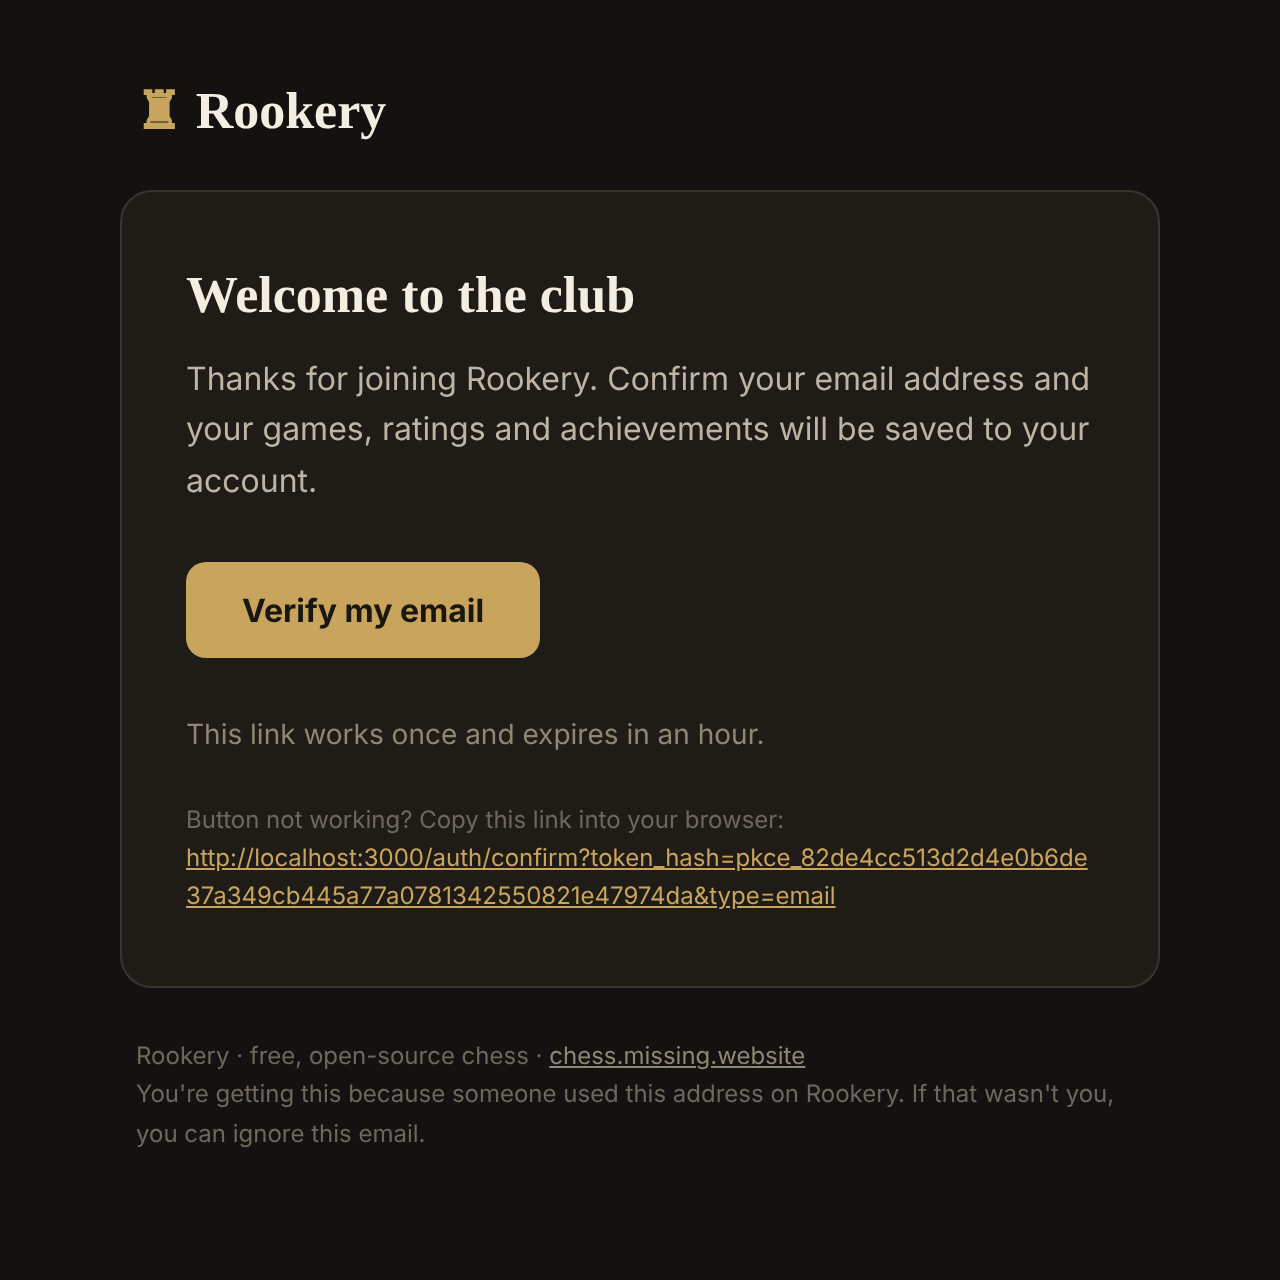 Rookery
Welcome to the club
Thanks for joining Rookery. Confirm your email address and
your games, ratings and achievements will be saved to your
account.
Verify my email
This link works once and expires in an hour.
Button not working? Copy this link into your browser:
http://localhost:3000/auth/confirm?token_hash=pkce_82de4cc513d2d4e0b6de
37a349cb445a77a0781342550821e47974da&type=email
Rookery · free, open-source chess · chess.missing.website
You're getting this because someone used this address on Rookery. If that wasn't you,
you can ignore this email.